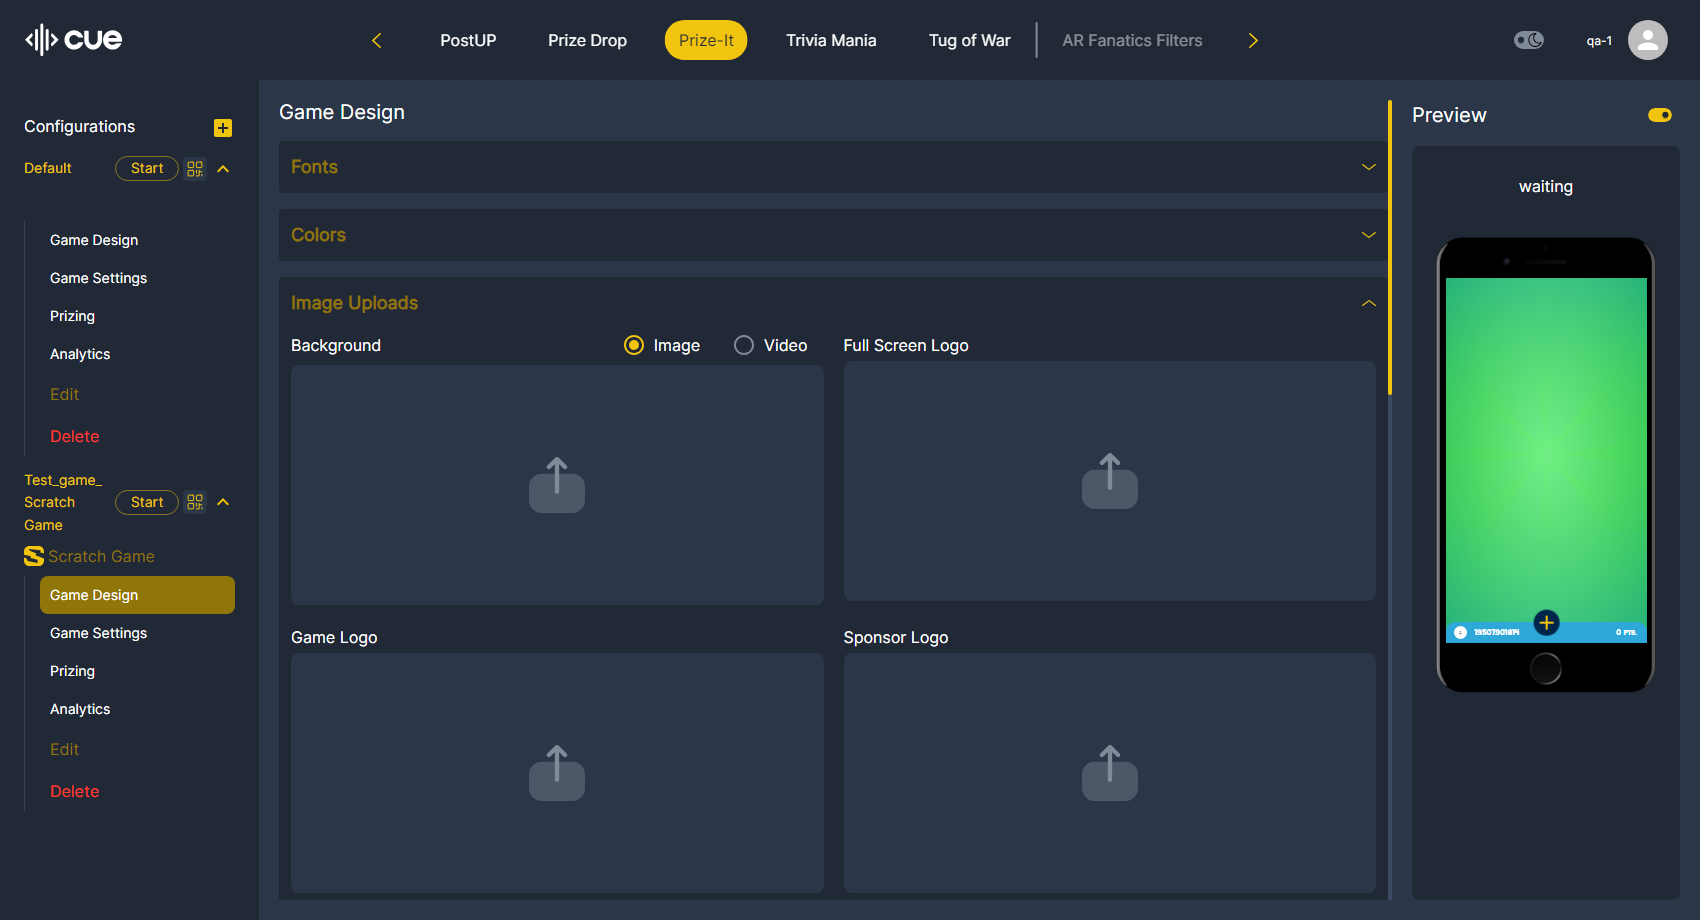 cue
PostUP
Prize Drop
Prize-It
Trivia Mania
Tug of War
AR Fanatics Filters
qa-1
Configurations
Default
Start
Game Design
Game Settings
Prizing
Analytics
Edit
Delete
Test_game_
Scratch
Game
Start
Scratch Game
Game Design
Game Settings
Prizing
Analytics
Edit
Delete
Game Design
Fonts
Colors
Image Uploads
Background
Image
Video
Full Screen Logo
Game Logo
Sponsor Logo
Preview
waiting
0 PTS.